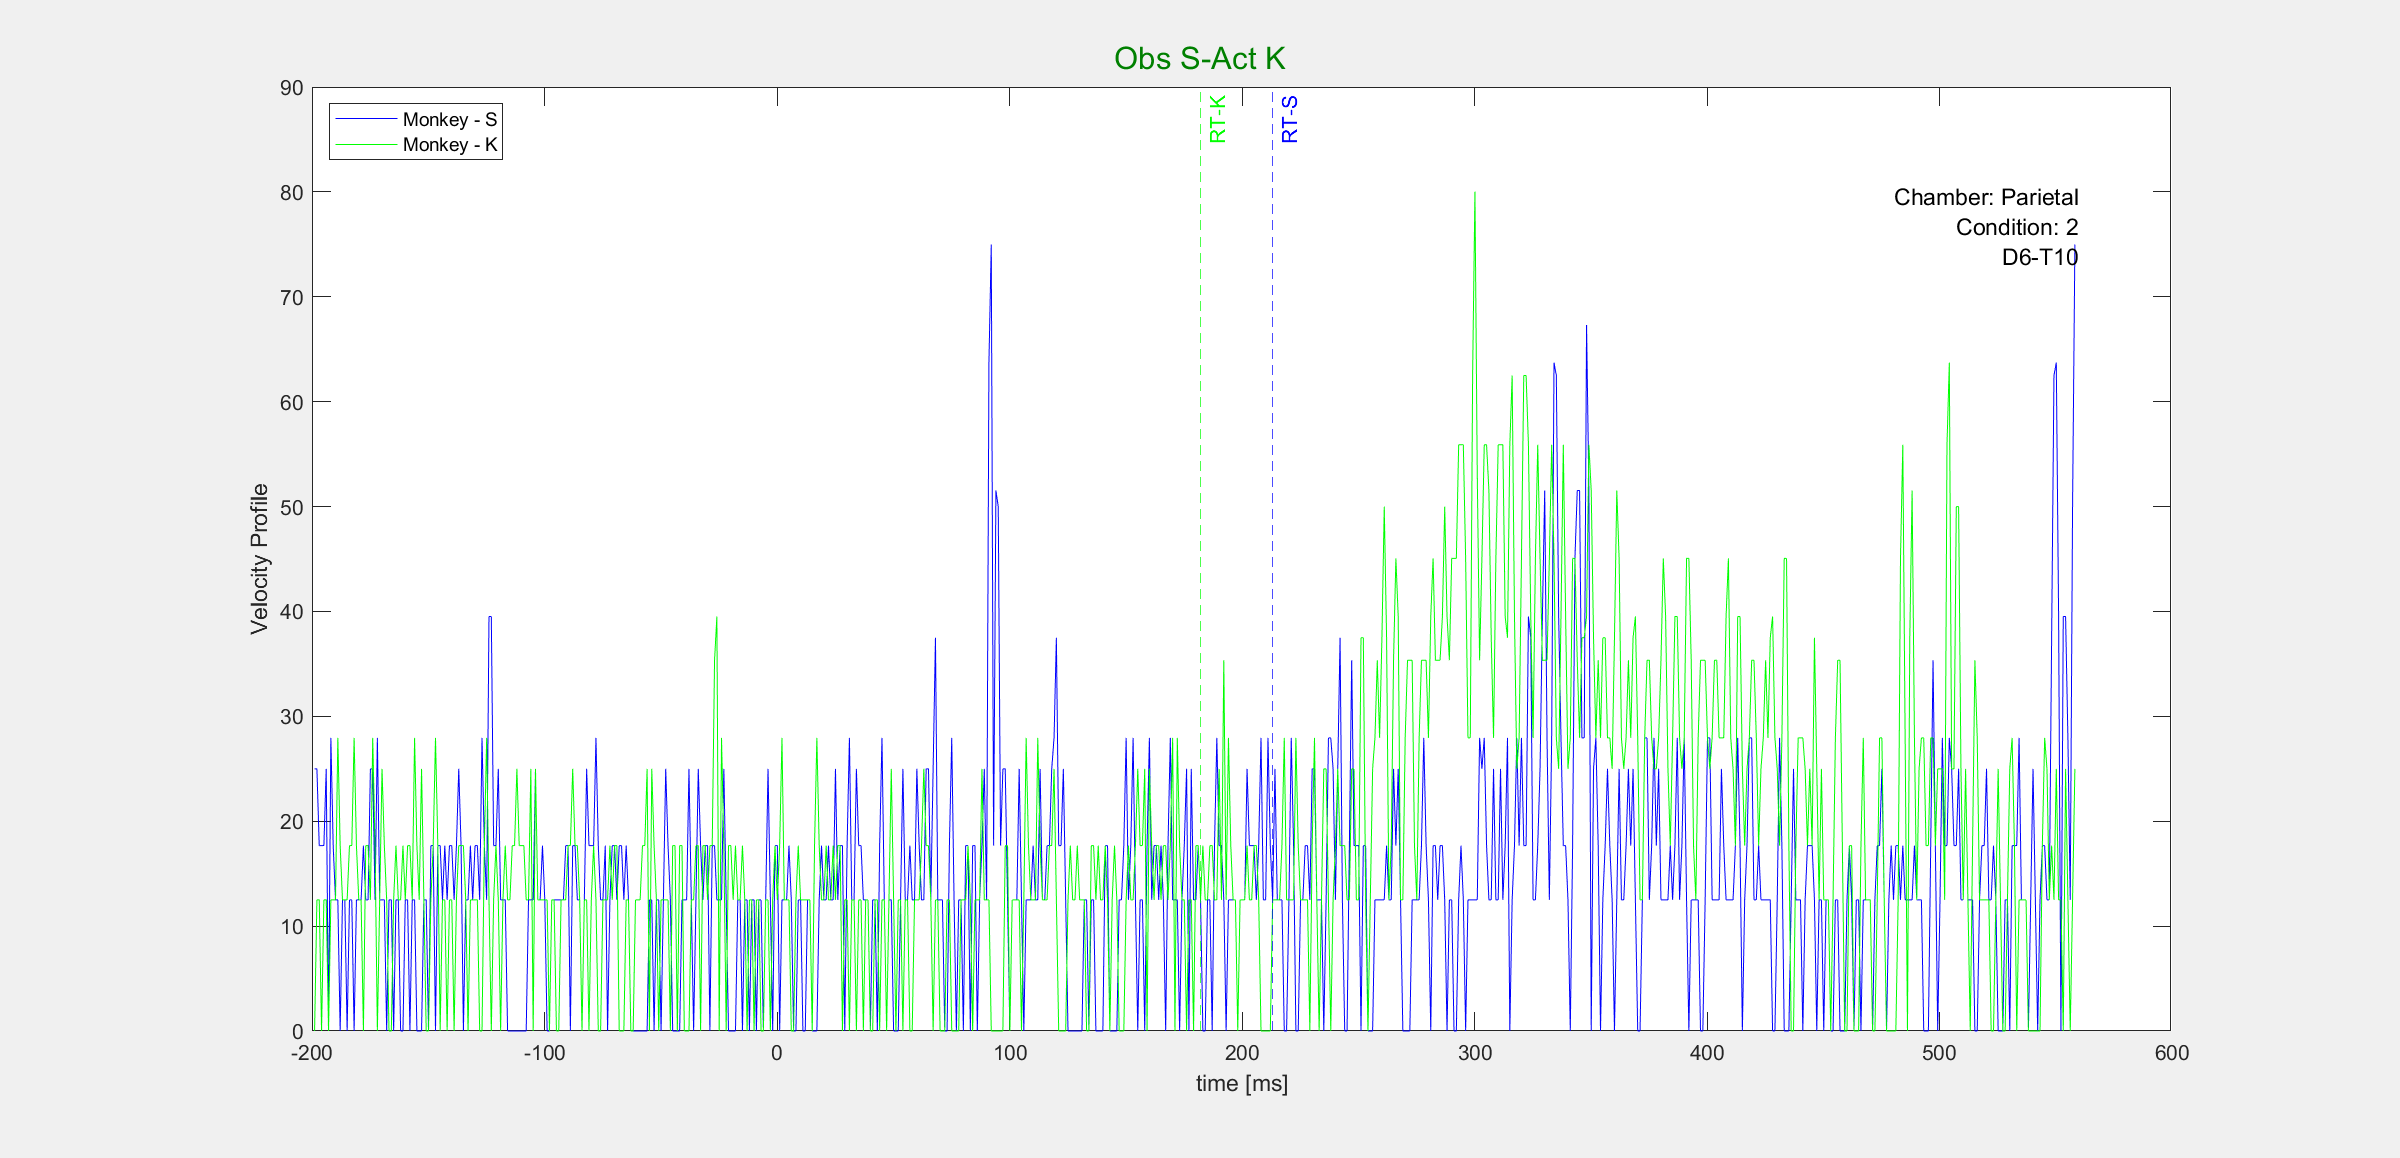 Obs S-Act K
90
80
70
60
50
40
30
20
10
0
Velocity Profile
Monkey - S
Monkey - K
RT-K
RT-S
Chamber: Parietal
Condition: 2
D6-T10
-200
-100
0
100
200
300
400
500
600
time [ms]